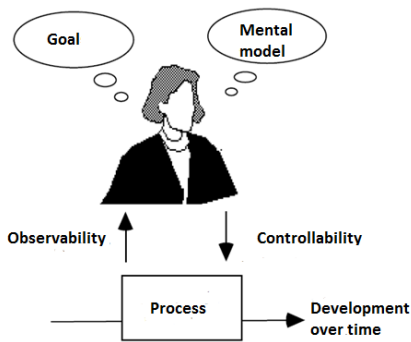 Goal
Mental
model
Observability
Controllability
Process
Development
over time